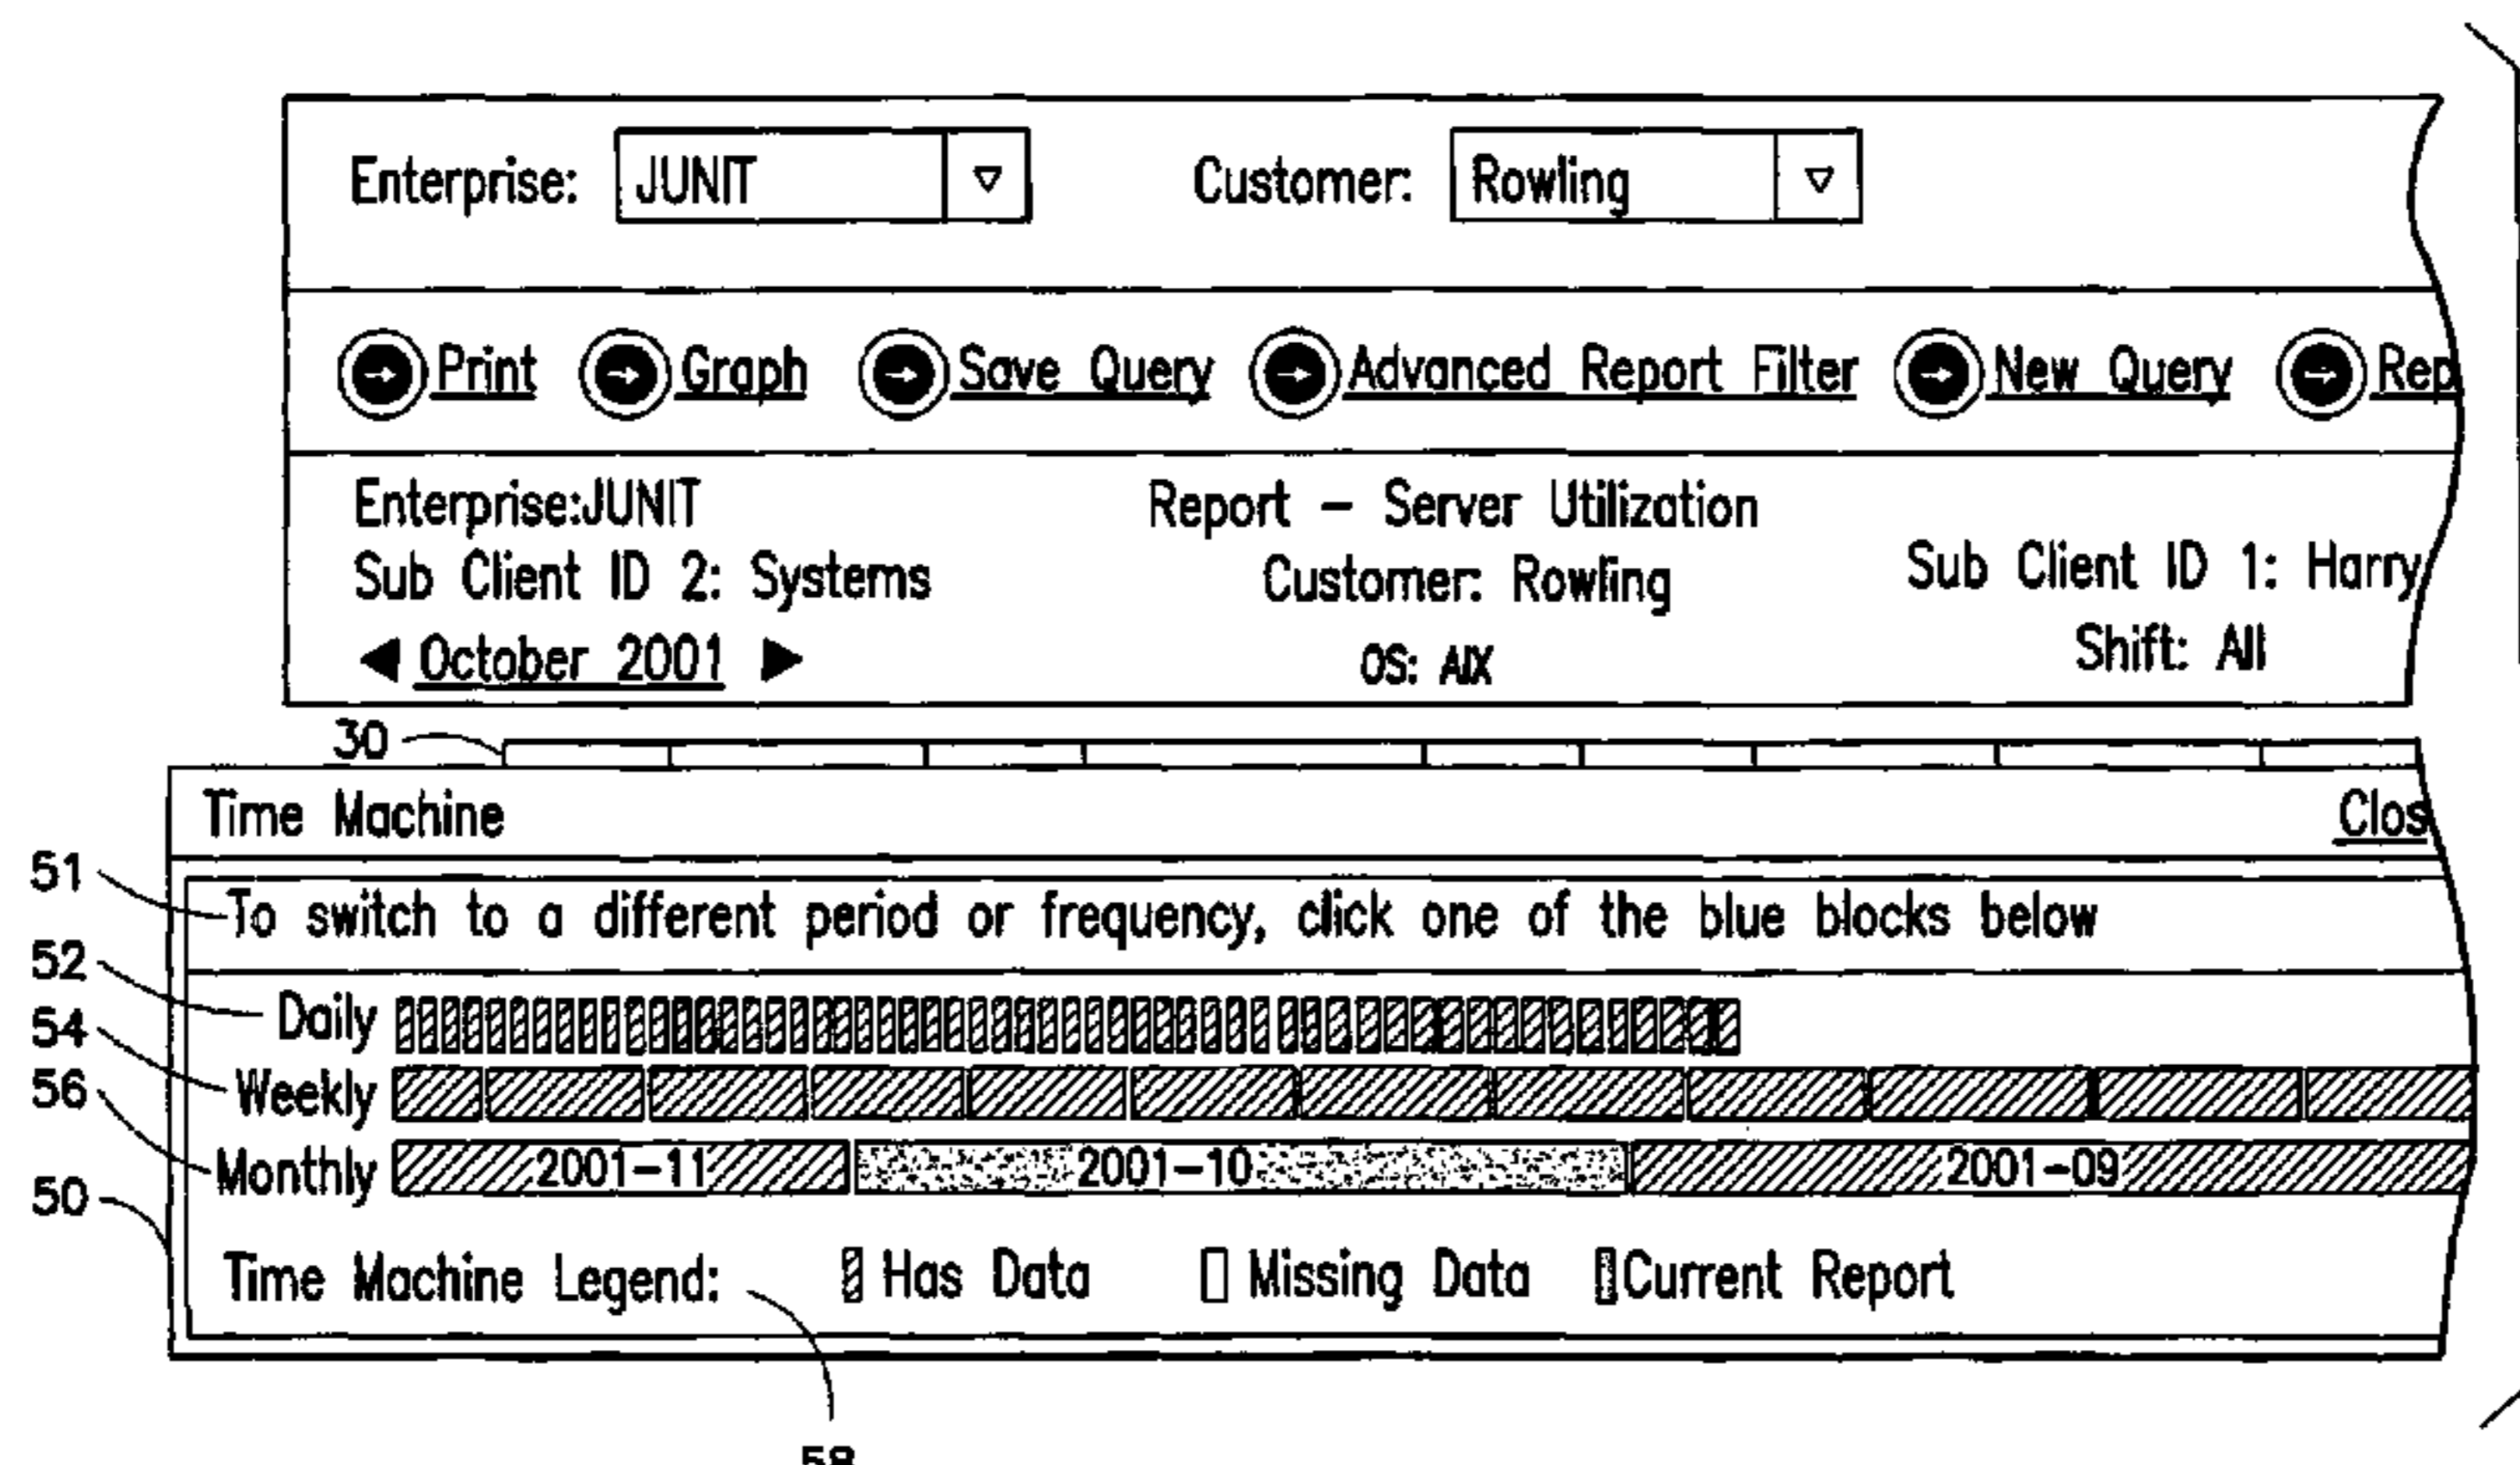 Enterprise: JUNIT Customer: Rowling
Print Graph Save Query Advanced Report Filter New Query Rep
Enterprise:JUNIT Report – Server Utilization
Sub Client ID 2: Systems Customer: Rowling Sub Client ID 1: Harry
October 2001 OS: AIX Shift: All
30
Time Machine Clos
51
To switch to a different period or frequency, click one of the blue blocks below
52
Daily
54
Weekly
56
Monthly 2001-11 2001-10 2001-09
50
Time Machine Legend: Has Data Missing Data Current Report
58